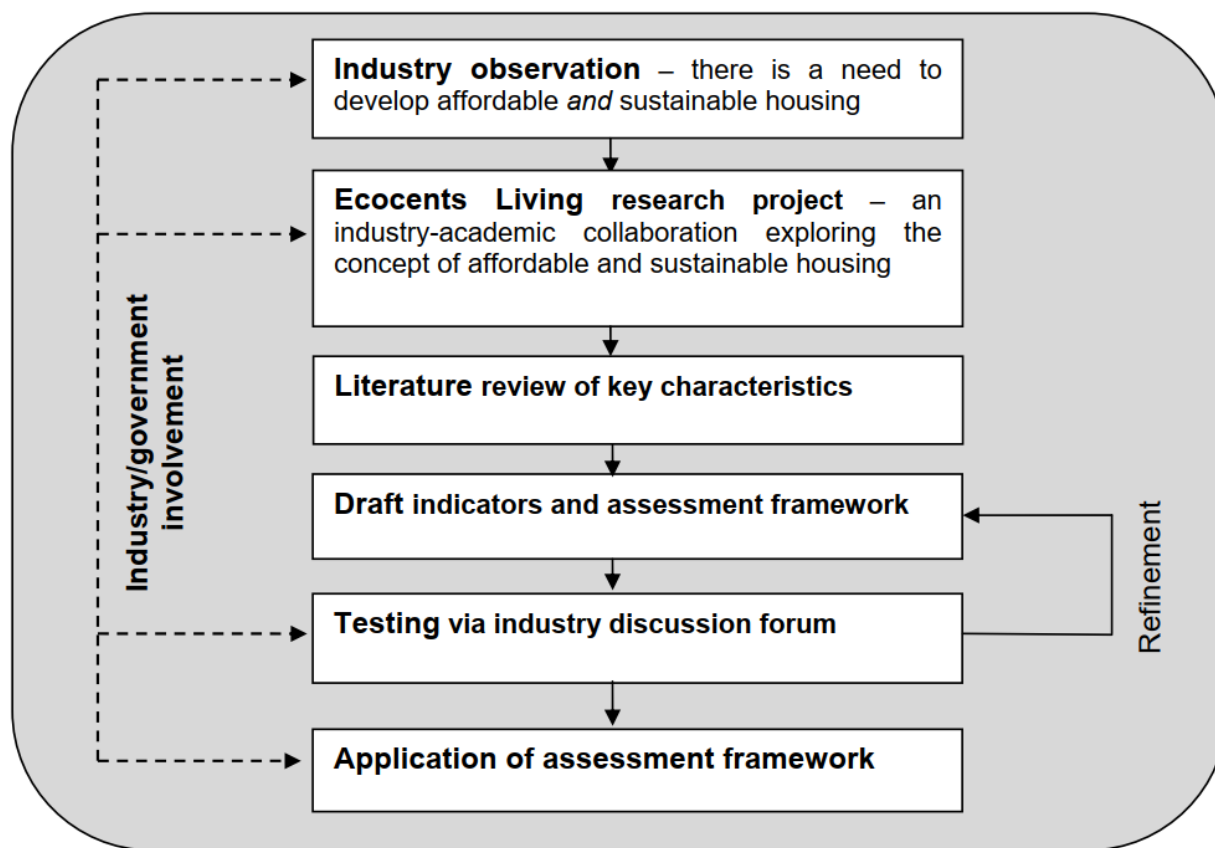 Industry observation – there is a need to
develop affordable and sustainable housing
Ecocents Living research project – an
industry-academic collaboration exploring the
concept of affordable and sustainable housing
Literature review of key characteristics
Draft indicators and assessment framework
Testing via industry discussion forum
Application of assessment framework
Industry/government
involvement
Refinement